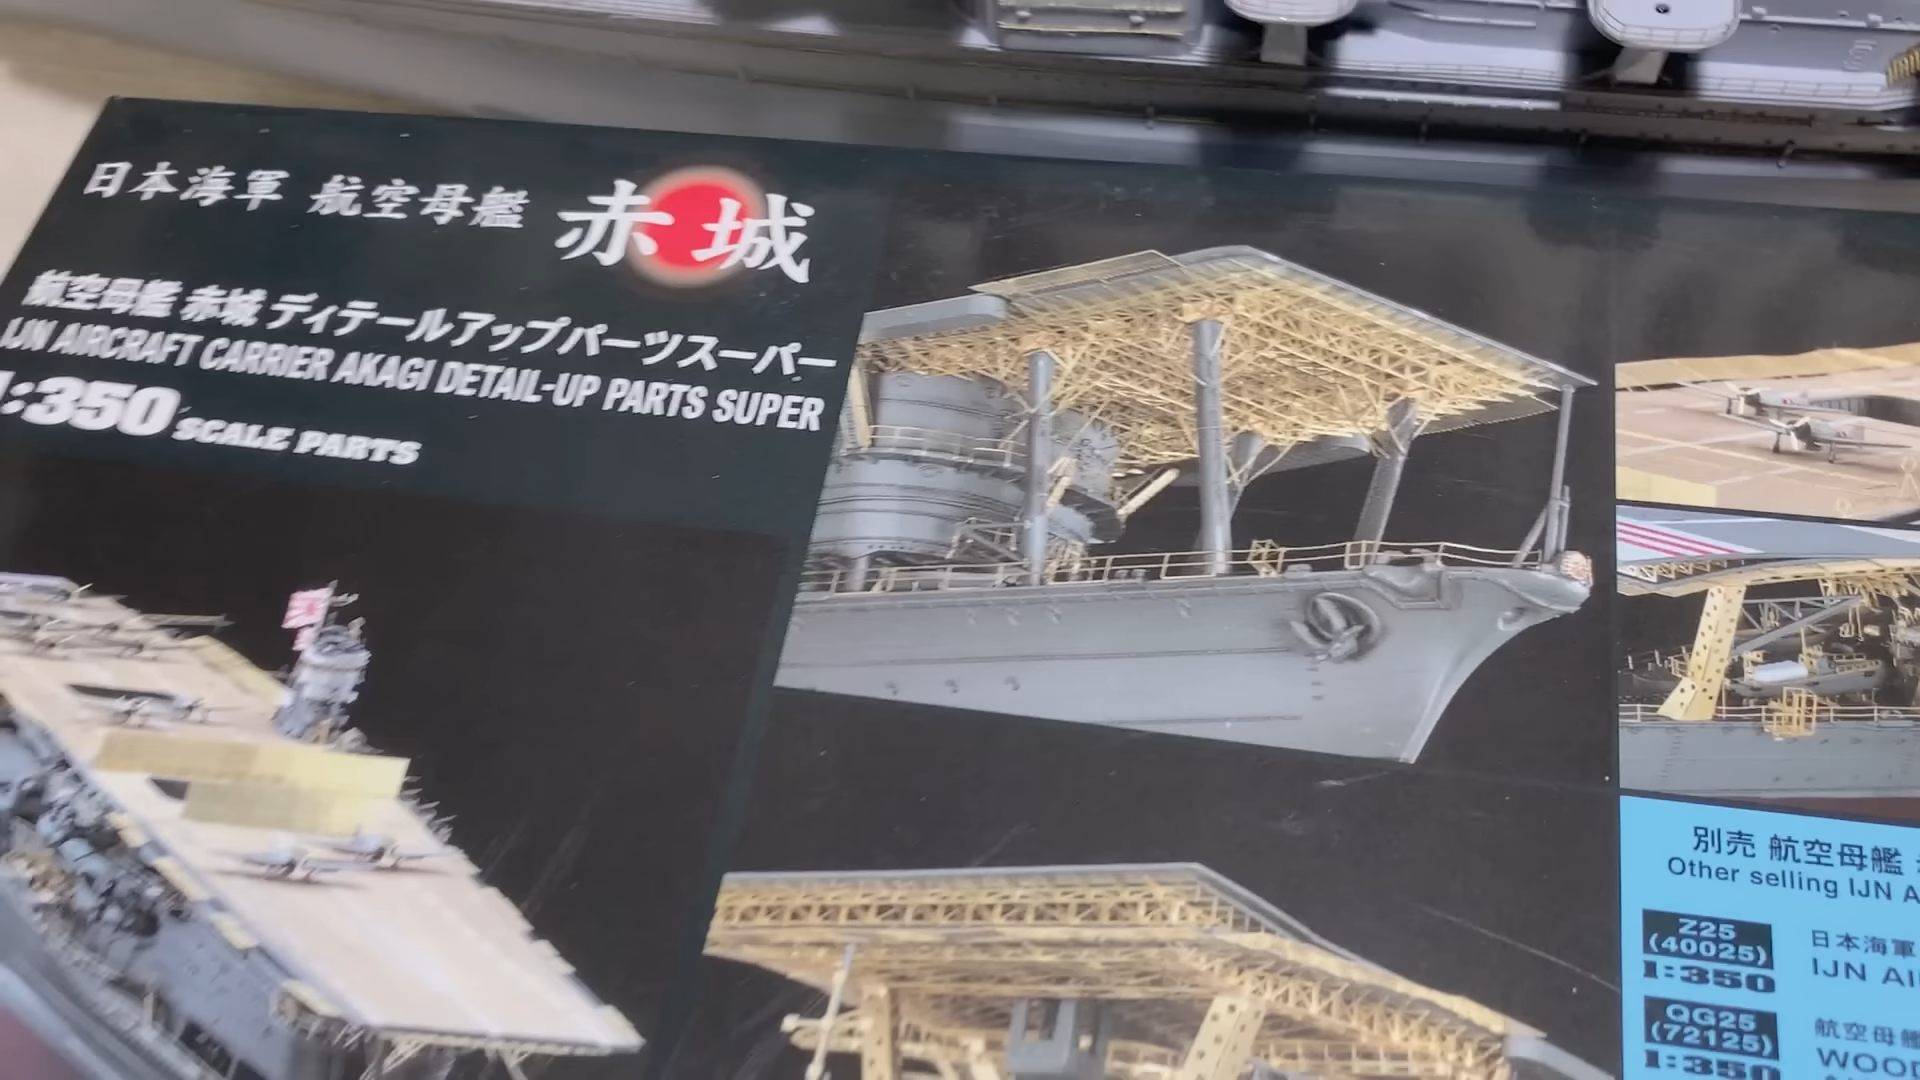 日本海軍 航空母艦 赤城
航空母艦 赤城 ディテールアップパーツスーパー
IJN AIRCRAFT CARRIER AKAGI DETAIL-UP PARTS SUPER
1:350 SCALE PARTS
別売 航空母艦
Other selling IJN A
Z25
(40025)
1:350
日本海軍
IJN AI
QG25
(72125)
1:350
航空母艦
WOOD